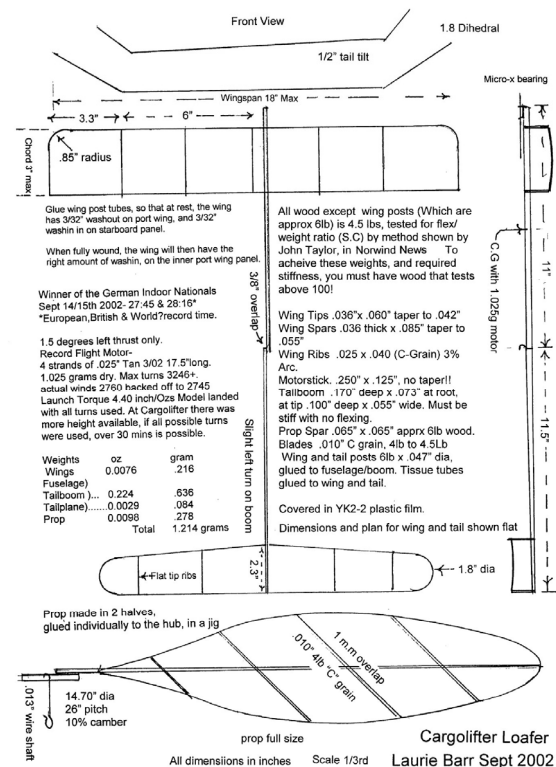 Front View
1.8 Dihedral
1/2" tail tilt
Micro-x bearing
Wingspan 18" Max
3.3"
6"
Chord 3" max
.85" radius
Glue wing post tubes, so that at rest, the wing
has 3/32" washout on port wing, and 3/32"
washin in on starboard panel.
When fully wound, the wing will then have the
right amount of washin, on the inner port wing panel.
Winner of the German Indoor Nationals
Sept 14/15th 2002- 27:45 & 28:16*
*European,British & World?record time.
1.5 degrees left thrust only.
Record Flight Motor-
4 strands of .025" Tan 3/02 17.5"long.
1.025 grams dry. Max turns 3246+.
actual winds 2760 backed off to 2745
Launch Torque 4.40 inch/Ozs Model landed
with all turns used. At Cargolifter there was
more height available, if all possible turns
were used, over 30 mins is possible.
Weights oz gram
Wings 0.0076 .216
Fuselage)
Tailboom )... 0.224 .636
Tailplane).......0.0029 .084
Prop 0.0098 .278
Total 1.214 grams
3/8" overlap
Slight left turn on boom
All wood except wing posts (Which are
approx 6lb) is 4.5 lbs, tested for flex/
weight ratio (S.C) by method shown by
John Taylor, in Norwind News To
acheive these weights, and required
stiffness, you must have wood that tests
above 100!
Wing Tips .036"x .060" taper to .042"
Wing Spars .036 thick x .085" taper to
.055"
Wing Ribs .025 x .040 (C-Grain) 3%
Arc.
Motorstick. .250" x .125", no taper!!
Tailboom .170" deep x .073" at root,
at tip .100" deep x .055" wide. Must be
stiff with no flexing.
Prop Spar .065" x .065" apprx 6lb wood.
Blades .010" C grain, 4lb to 4.5Lb
Wing and tail posts 6lb x .047" dia,
glued to fuselage/boom. Tissue tubes
glued to wing and tail.
Covered in YK2-2 plastic film.
Dimensions and plan for wing and tail shown flat
C.G with 1.025g motor
11"
11.5"
Flat tip ribs
2.3"
1.8" dia
Prop made in 2 halves,
glued individually to the hub, in a jig
.010" 4lb "C" grain
1 m.m overlap
.013" wire shaft
14.70" dia
26" pitch
10% camber
prop full size
Cargolifter Loafer
All dimensiions in inches Scale 1/3rd Laurie Barr Sept 2002